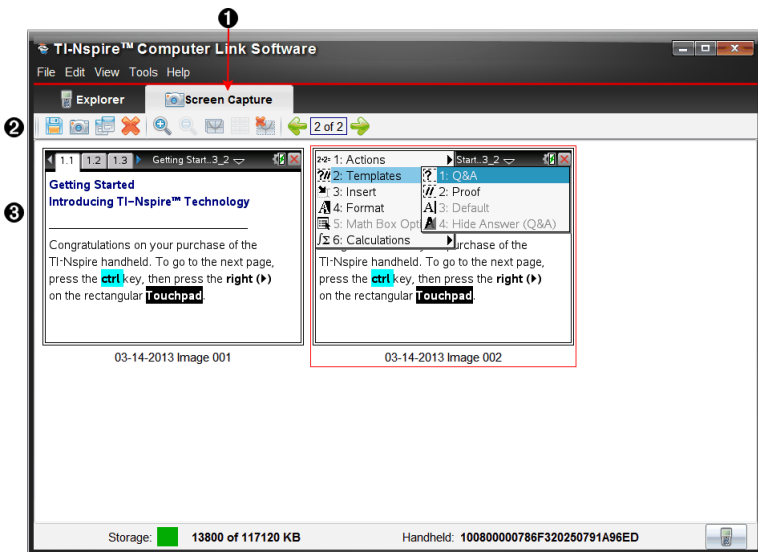 ❶
TI-Nspire™ Computer Link Software
File Edit View Tools Help
Explorer Screen Capture
❷
2 of 2
1.1 1.2 1.3 Getting Started..3_2
Getting Started
Introducing TI-Nspire™ Technology
❸
Congratulations on your purchase of the
TI-Nspire handheld. To go to the next page,
press the ctrl key, then press the right (▶)
on the rectangular Touchpad.
03-14-2013 Image 001
1: Actions Start..3_2
2: Templates 1: Q&A
3: Insert 2: Proof
4: Format 3: Default
5: Math Box Opt 4: Hide Answer (Q&A)
6: Calculations urchase of the
TI-Nspire handheld. To go to the next page,
press the ctrl key, then press the right (▶)
on the rectangular Touchpad.
03-14-2013 Image 002
Storage: 13800 of 117120 KB Handheld: 100800000786F320250791A96ED